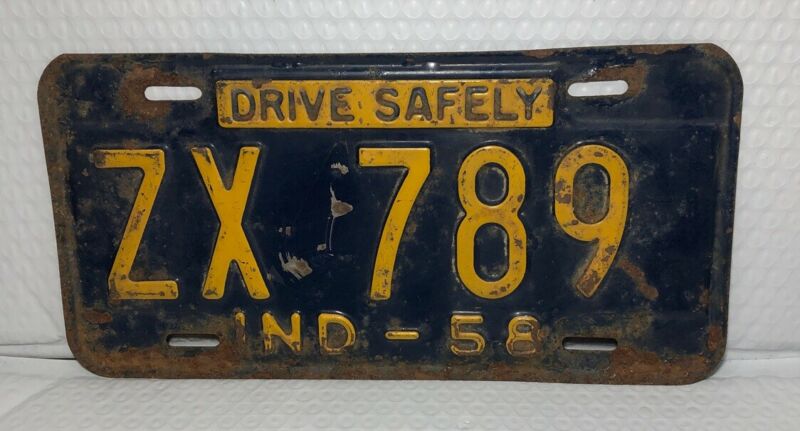 DRIVE SAFELY
ZX 789
IND - 58